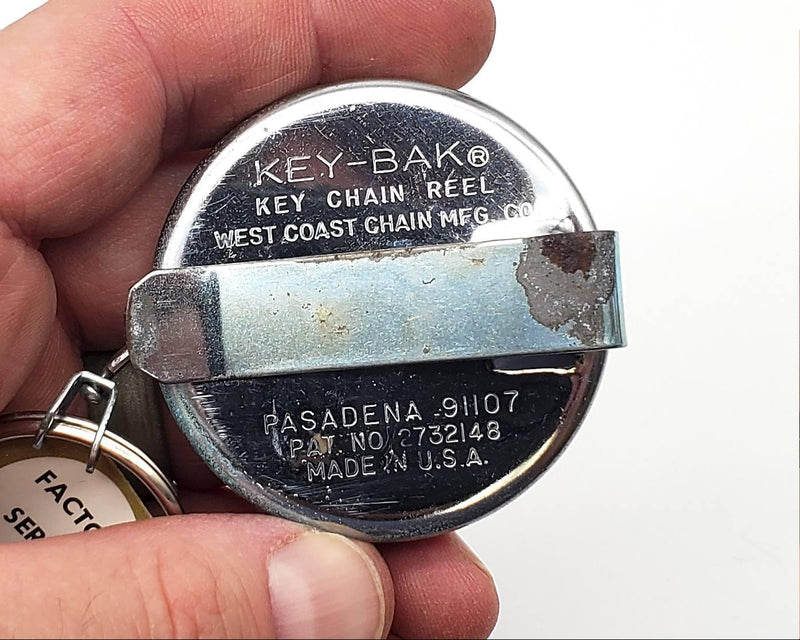 KEY-BAK®
KEY CHAIN REEL
WEST COAST CHAIN MFG. CO
PASADENA 91107
PAT. NO 2732148
MADE IN U.S.A.